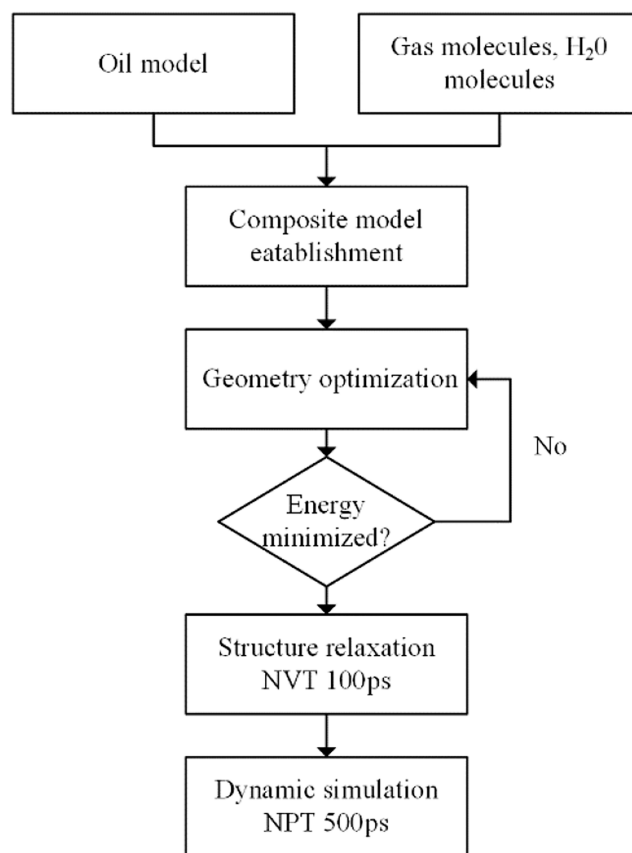 Oil model
Gas molecules, H₂0
molecules
Composite model
eatablishment
Geometry optimization
No
Energy
minimized?
Structure relaxation
NVT 100ps
Dynamic simulation
NPT 500ps